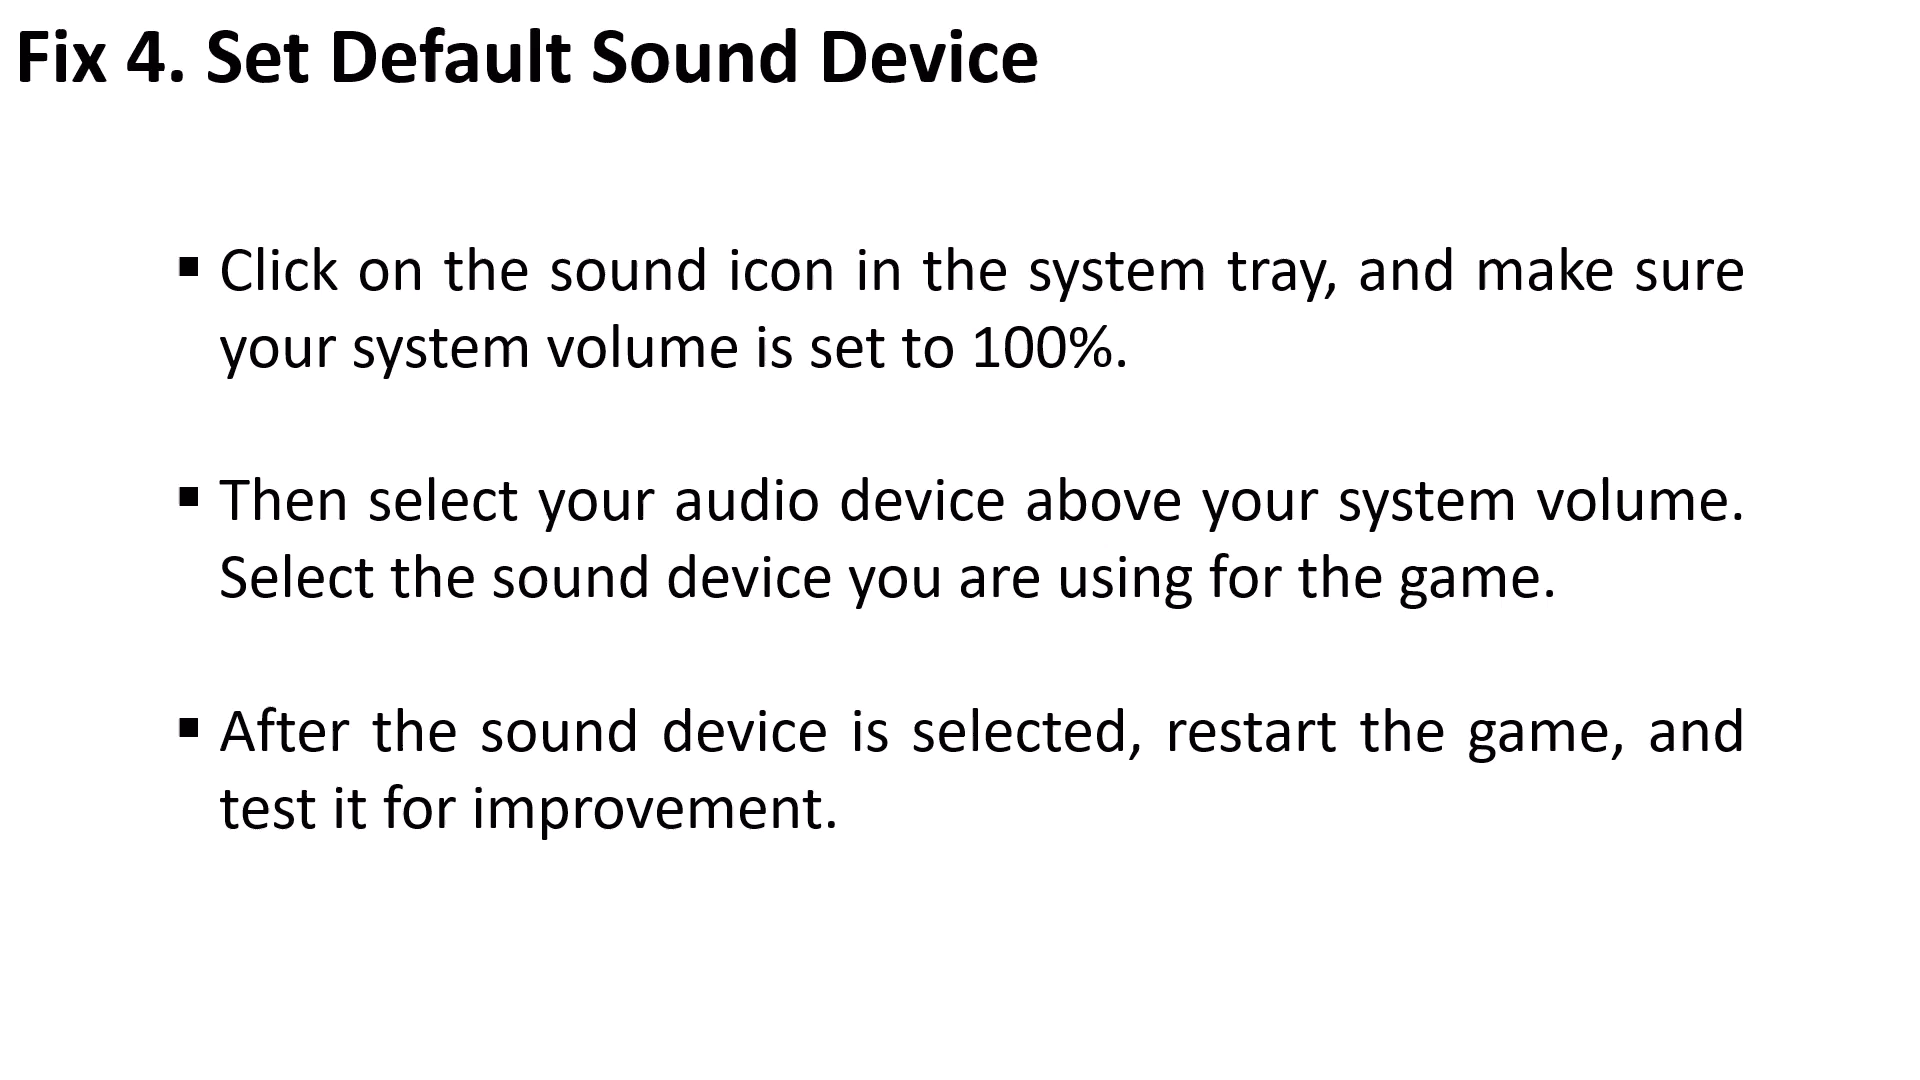 Fix 4. Set Default Sound Device
▪ Click on the sound icon in the system tray, and make sure
your system volume is set to 100%.
▪ Then select your audio device above your system volume.
Select the sound device you are using for the game.
▪ After the sound device is selected, restart the game, and
test it for improvement.